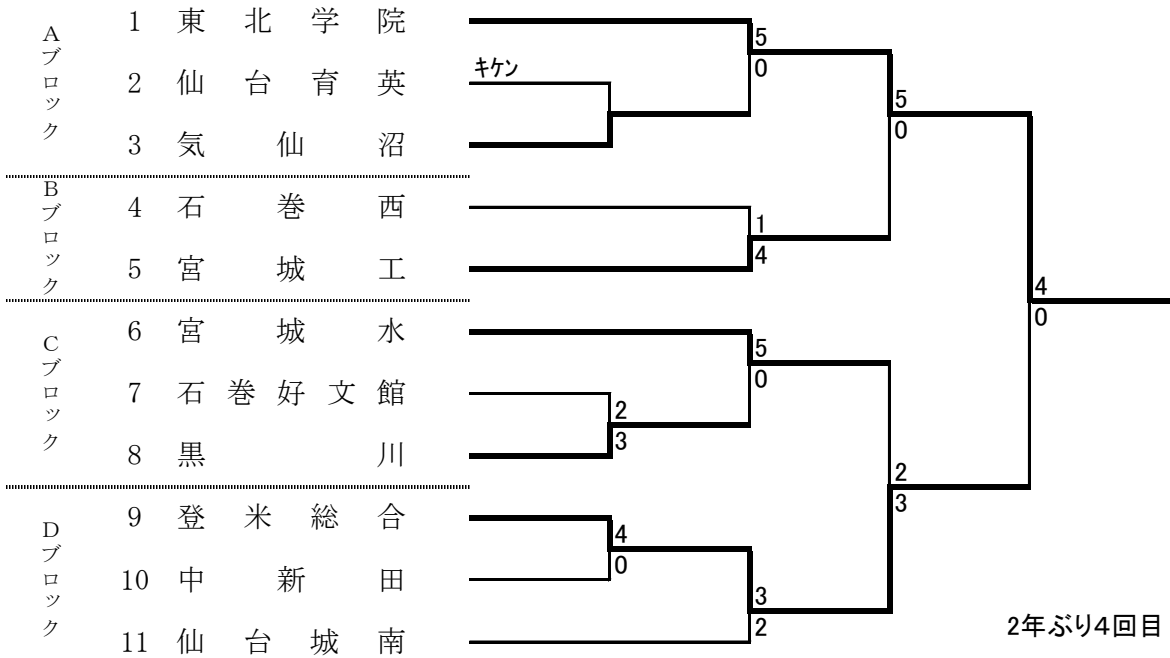 Aブロック
1 東北学院
2 仙台育英
3 気仙沼
キケン
5
0
5
0
Bブロック
4 石巻西
5 宮城工
1
4
4
0
Cブロック
6 宮城水
7 石巻好文館
8 黒川
5
0
2
3
2
3
Dブロック
9 登米総合
10 中新田
11 仙台城南
4
0
3
2
2年ぶり4回目